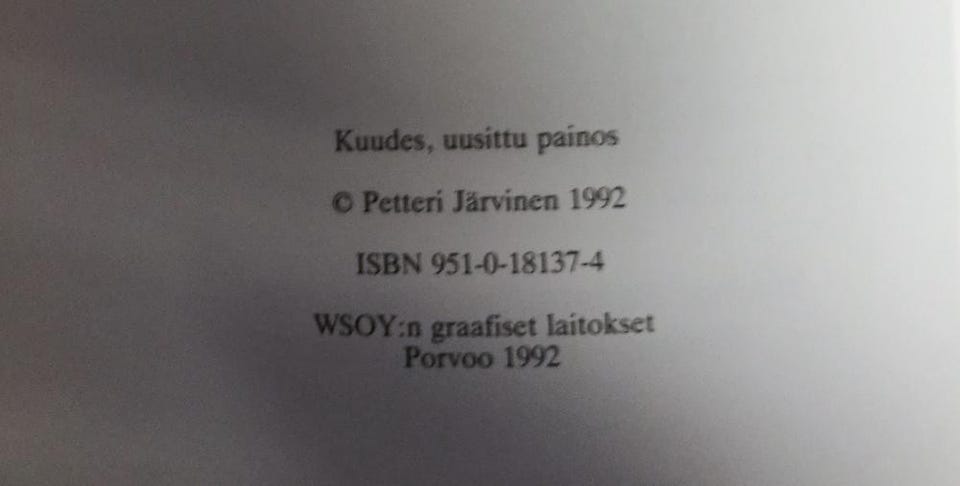 Kuudes, uusittu painos
© Petteri Järvinen 1992
ISBN 951-0-18137-4
WSOY:n graafiset laitokset
Porvoo 1992